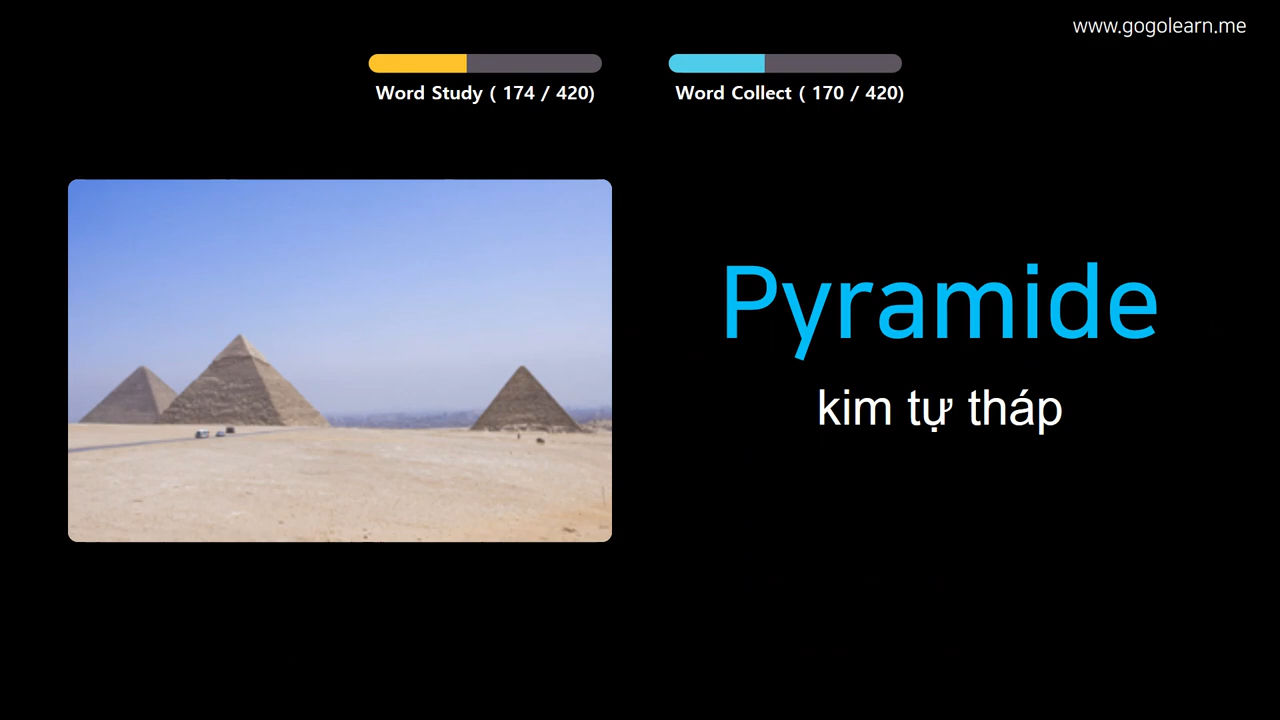 www.gogolearn.me
Word Study ( 174 / 420)
Word Collect ( 170 / 420)
Pyramide
kim tự tháp